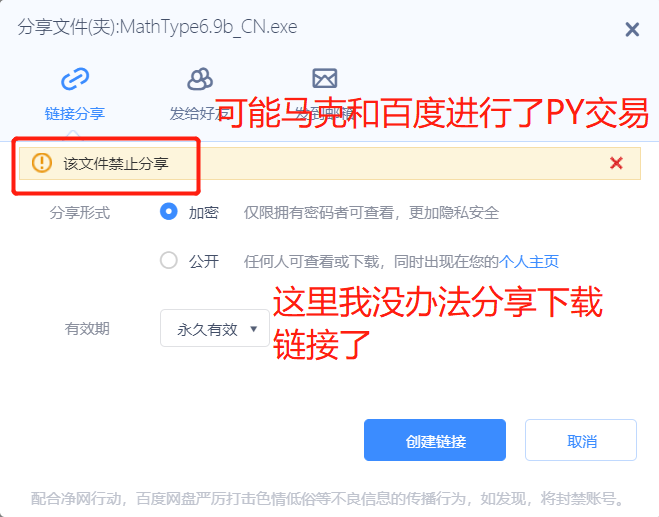 分享文件(夹):MathType6.9b_CN.exe
链接分享
发给好友
发到邮箱
可能马克和百度进行了PY交易
该文件禁止分享
分享形式
加密 仅限拥有密码者可查看，更加隐私安全
公开 任何人可查看或下载，同时出现在您的个人主页
这里我没办法分享下载
链接了
有效期
永久有效
创建链接
取消
配合净网行动，百度网盘严厉打击色情低俗等不良信息的传播行为，如发现，将封禁账号。